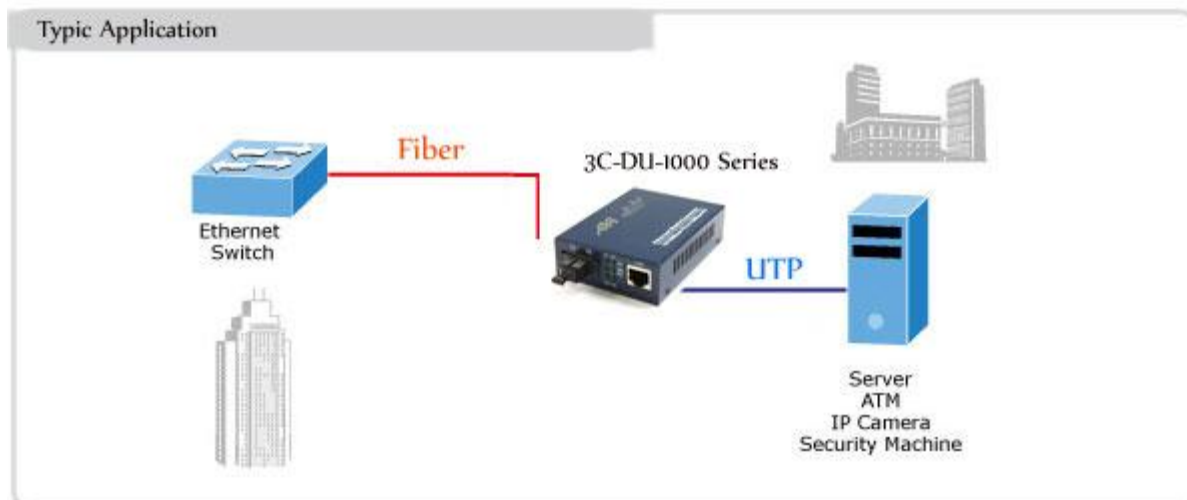 Typic Application
Fiber
3C-DU-1000 Series
Ethernet
Switch
UTP
Server
ATM
IP Camera
Security Machine